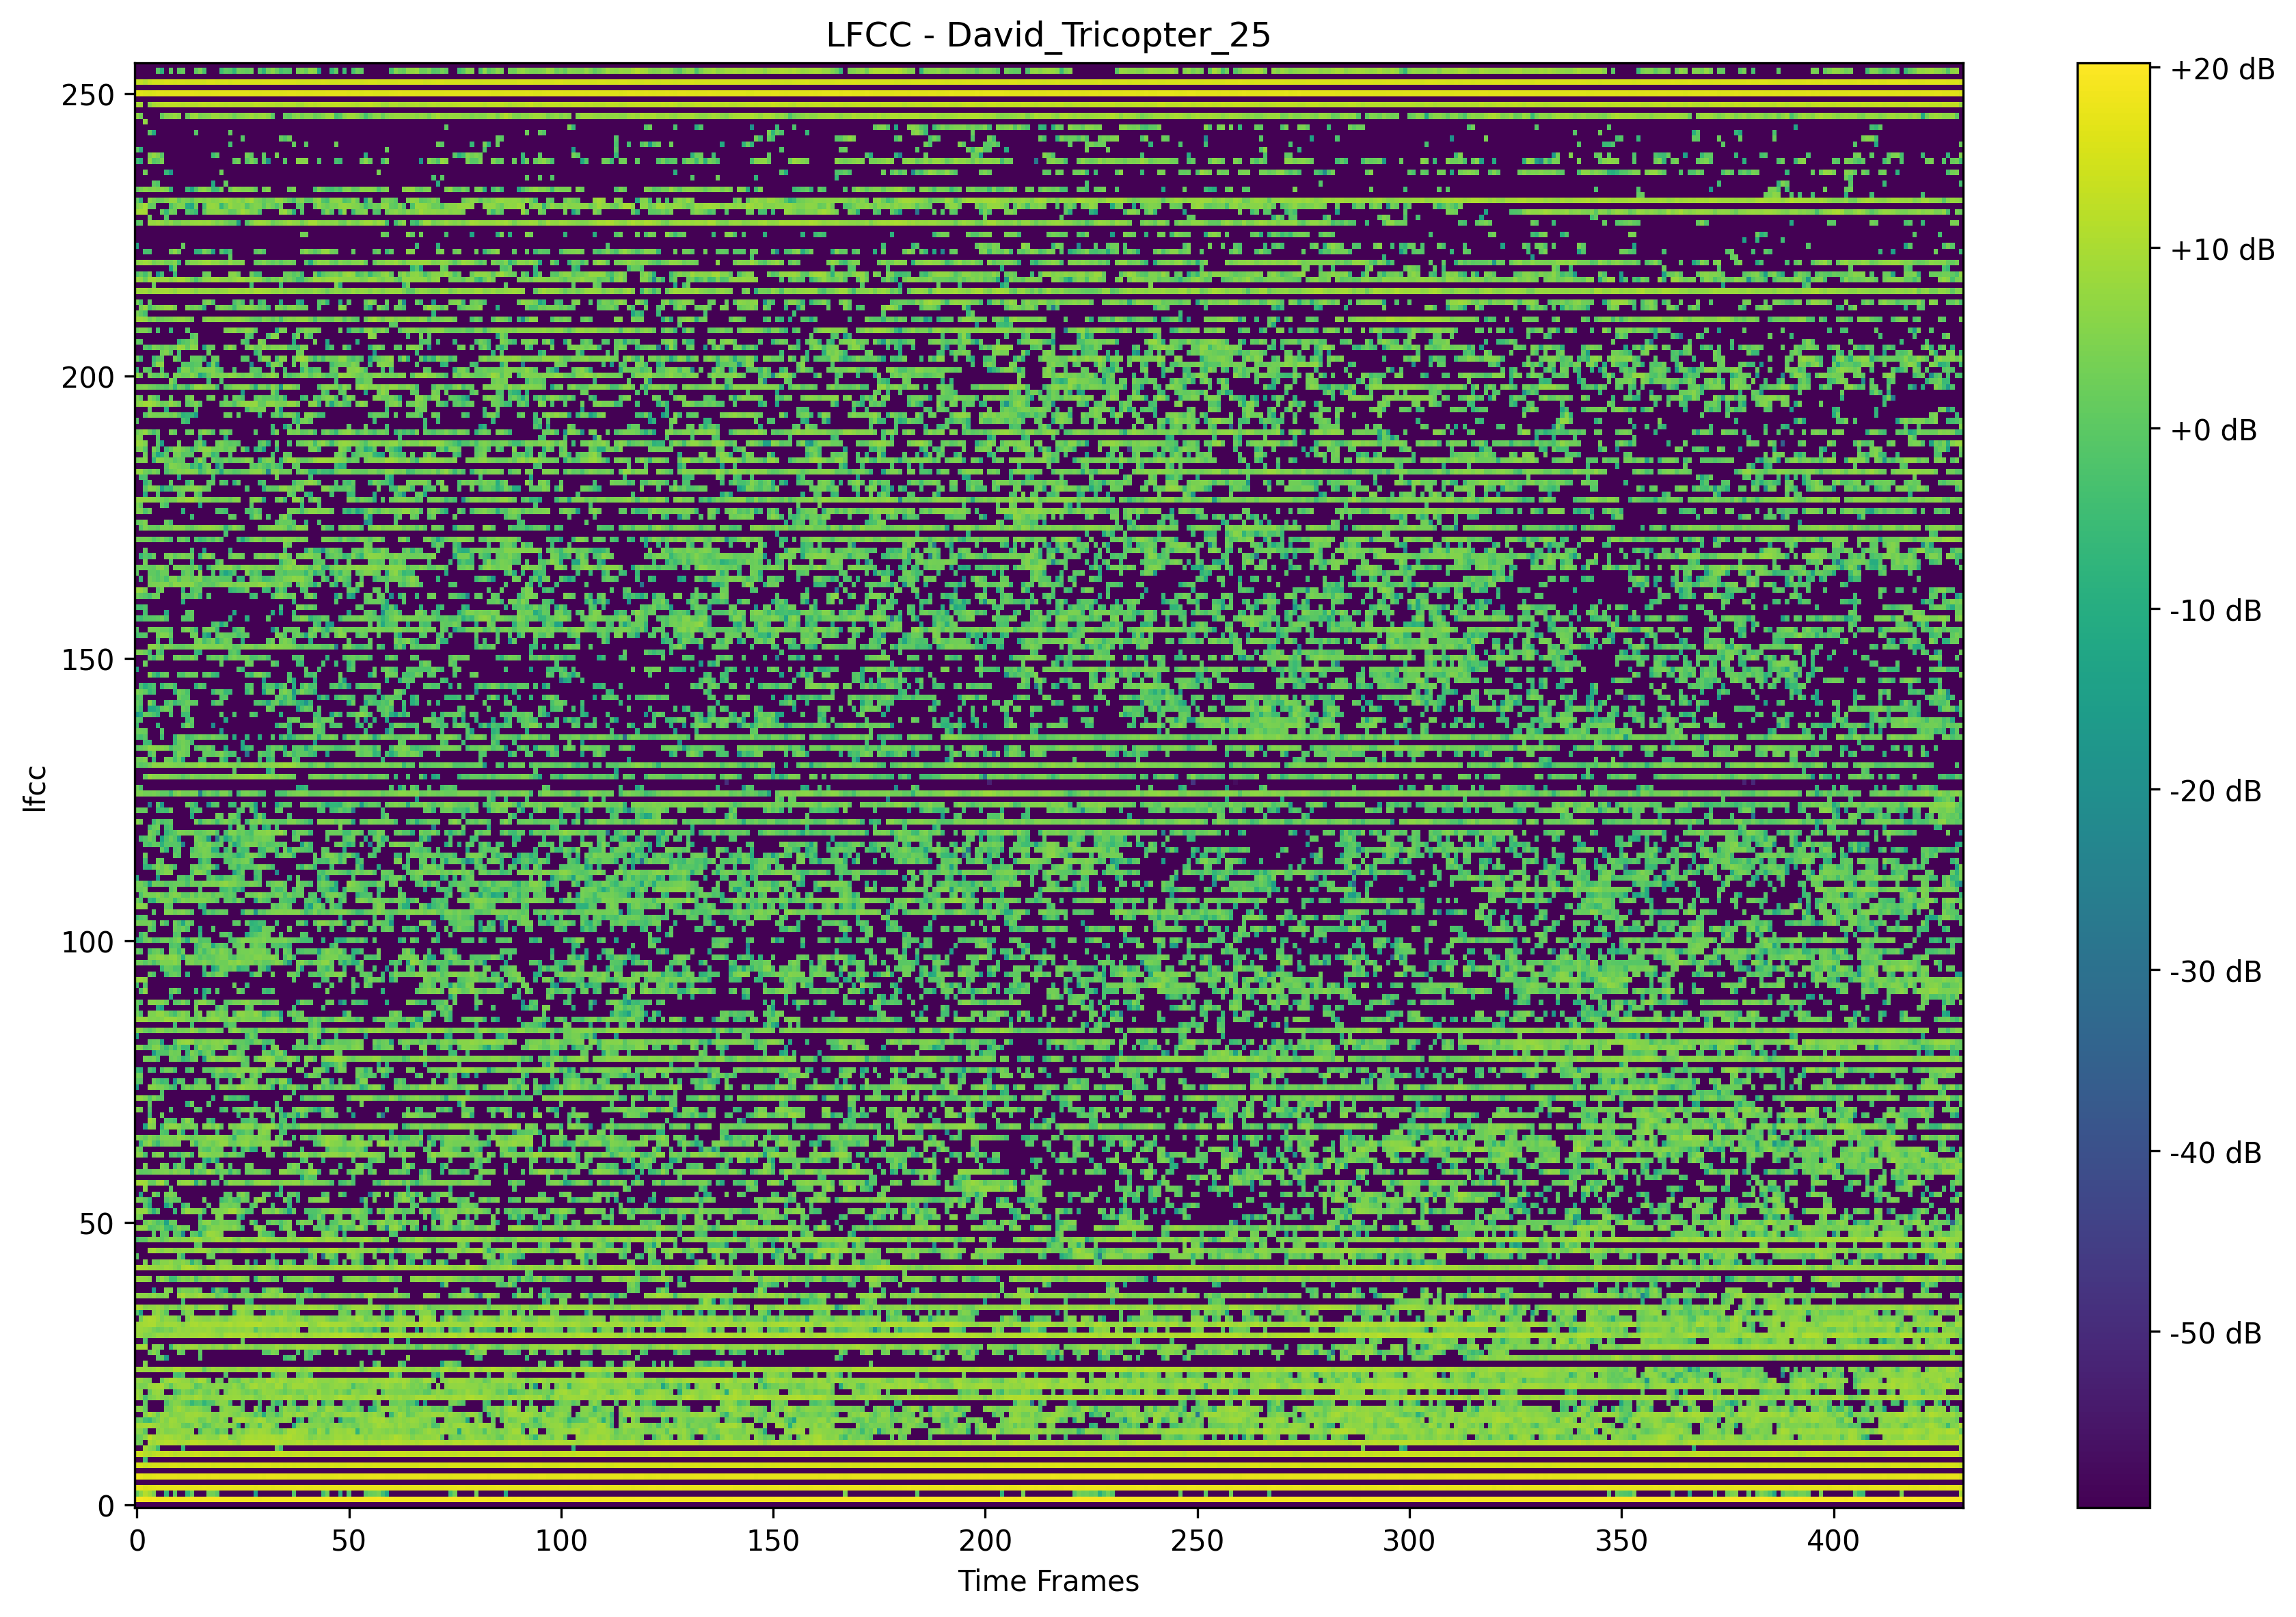 LFCC - David_Tricopter_25
250
200
150
100
50
0
lfcc
0 50 100 150 200 250 300 350 400
Time Frames
+20 dB
+10 dB
+0 dB
-10 dB
-20 dB
-30 dB
-40 dB
-50 dB